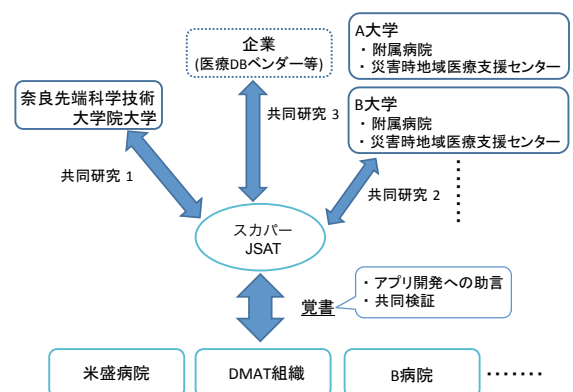 企業
(医療DBベンダー等)
A大学
・附属病院
・災害時地域医療支援センター
奈良先端科学技術
大学院大学
B大学
・附属病院
・災害時地域医療支援センター
共同研究 3
共同研究 1
共同研究 2
スカパー
JSAT
覚書
・アプリ開発への助言
・共同検証
米盛病院
DMAT組織
B病院